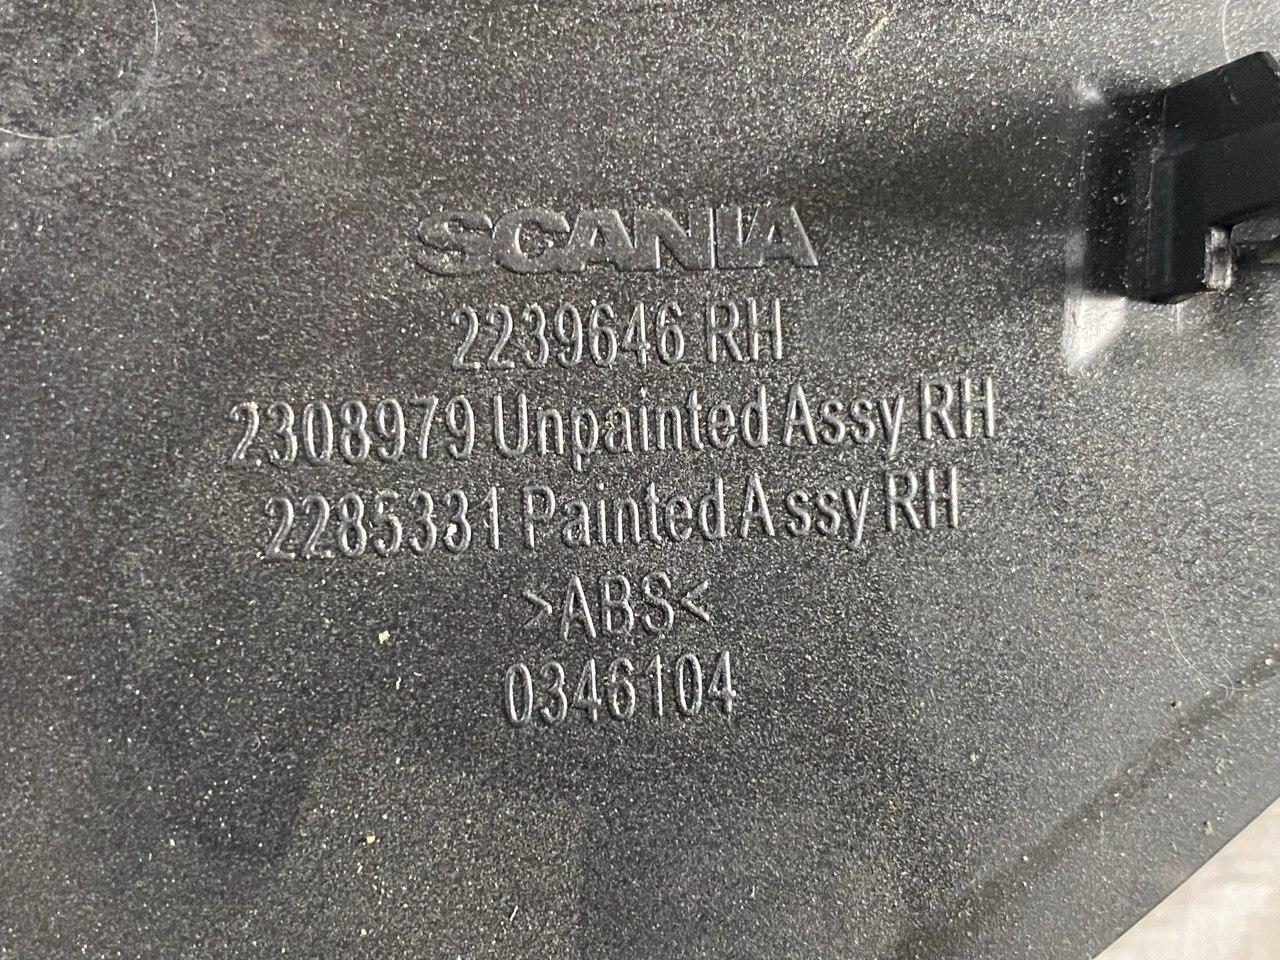 SCANIA
2239646 RH
2308979 Unpainted Assy RH
2285331 Painted Assy RH
>ABS<
0346104